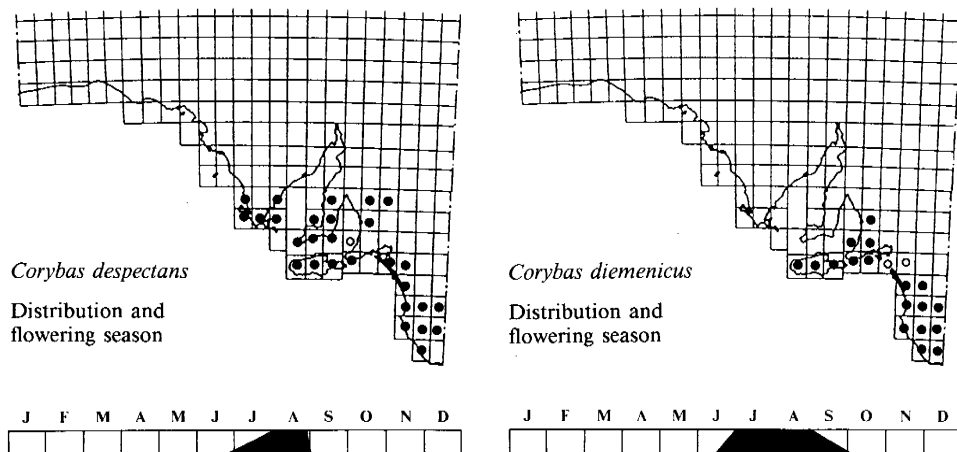 Corybas despectans
Distribution and
flowering season
J F M A M J J A S O N D
Corybas diemenicus
Distribution and
flowering season
J F M A M J J A S O N D